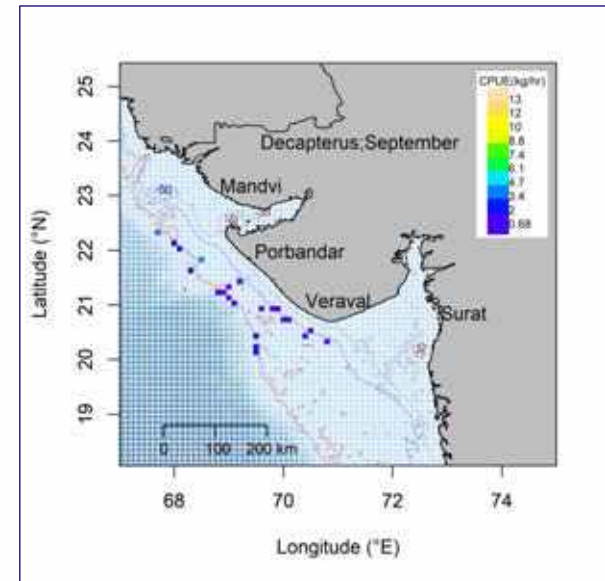 CPUE(kg/hr)
13
12
10
8.8
7.4
6.1
4.7
3.4
2
0.68
Decapterus;September
Mandvi
Porbandar
Veraval
Surat
-50
0 100 200 km
25
24
23
22
21
20
19
Latitude (°N)
68 70 72 74
Longitude (°E)